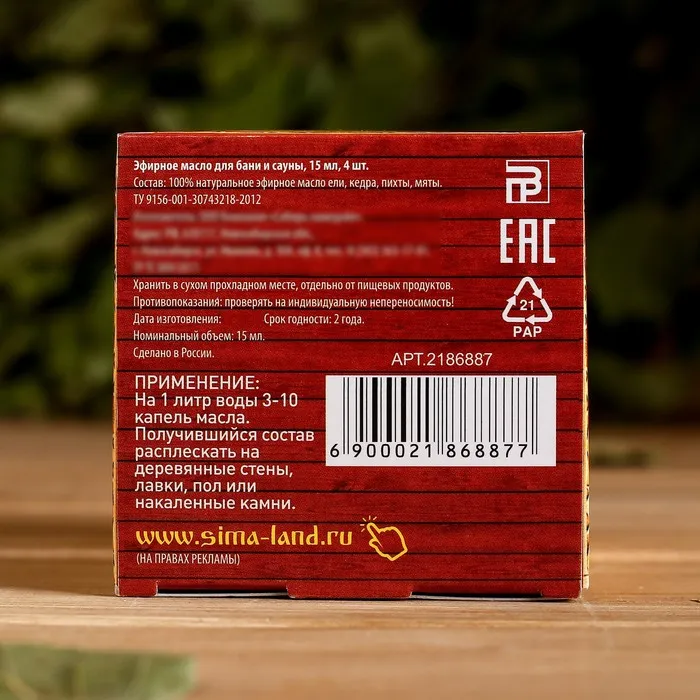 Эфирное масло для бани и сауны, 15 мл, 4 шт.
Состав: 100% натуральное эфирное масло ели, кедра, пихты, мяты.
ТУ 9156-001-30743218-2012
Хранить в сухом прохладном месте, отдельно от пищевых продуктов.
Противопоказания: проверять на индивидуальную непереносимость!
Дата изготовления: Срок годности: 2 года.
Номинальный объем: 15 мл.
Сделано в России.
EAC
21
PAP
АРТ.2186887
6 900021 868877
ПРИМЕНЕНИЕ:
На 1 литр воды 3-10
капель масла.
Получившийся состав
расплескать на
деревянные стены,
лавки, пол или
накаленные камни.
www.sima-land.ru
(НА ПРАВАХ РЕКЛАМЫ)